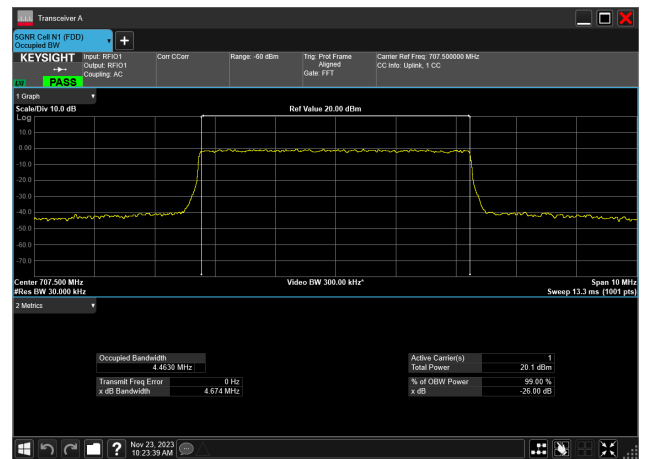 Transceiver A
5GNR Cell N1 (FDD)
Occupied BW
KEYSIGHT
LXI
PASS
Input: RFIO1
Output: RFIO1
Coupling: AC
Corr CCorr
Range: -60 dBm
Trig: Prot Frame
Aligned
Gate: FFT
Carrier Ref Freq: 707.500000 MHz
CC Info: Uplink, 1 CC
1 Graph
Scale/Div 10.0 dB
Ref Value 20.00 dBm
Log
10.0
0.00
-10.0
-20.0
-30.0
-40.0
-50.0
-60.0
-70.0
Center 707.500 MHz
Video BW 300.00 kHz*
Span 10 MHz
#Res BW 30.000 kHz
Sweep 13.3 ms (1001 pts)
2 Metrics
Occupied Bandwidth
4.4630 MHz
Transmit Freq Error 0 Hz
x dB Bandwidth 4.674 MHz
Active Carrier(s) 1
Total Power 20.1 dBm
% of OBW Power 99.00 %
x dB -26.00 dB
?
Nov 23, 2023
10:23:39 AM